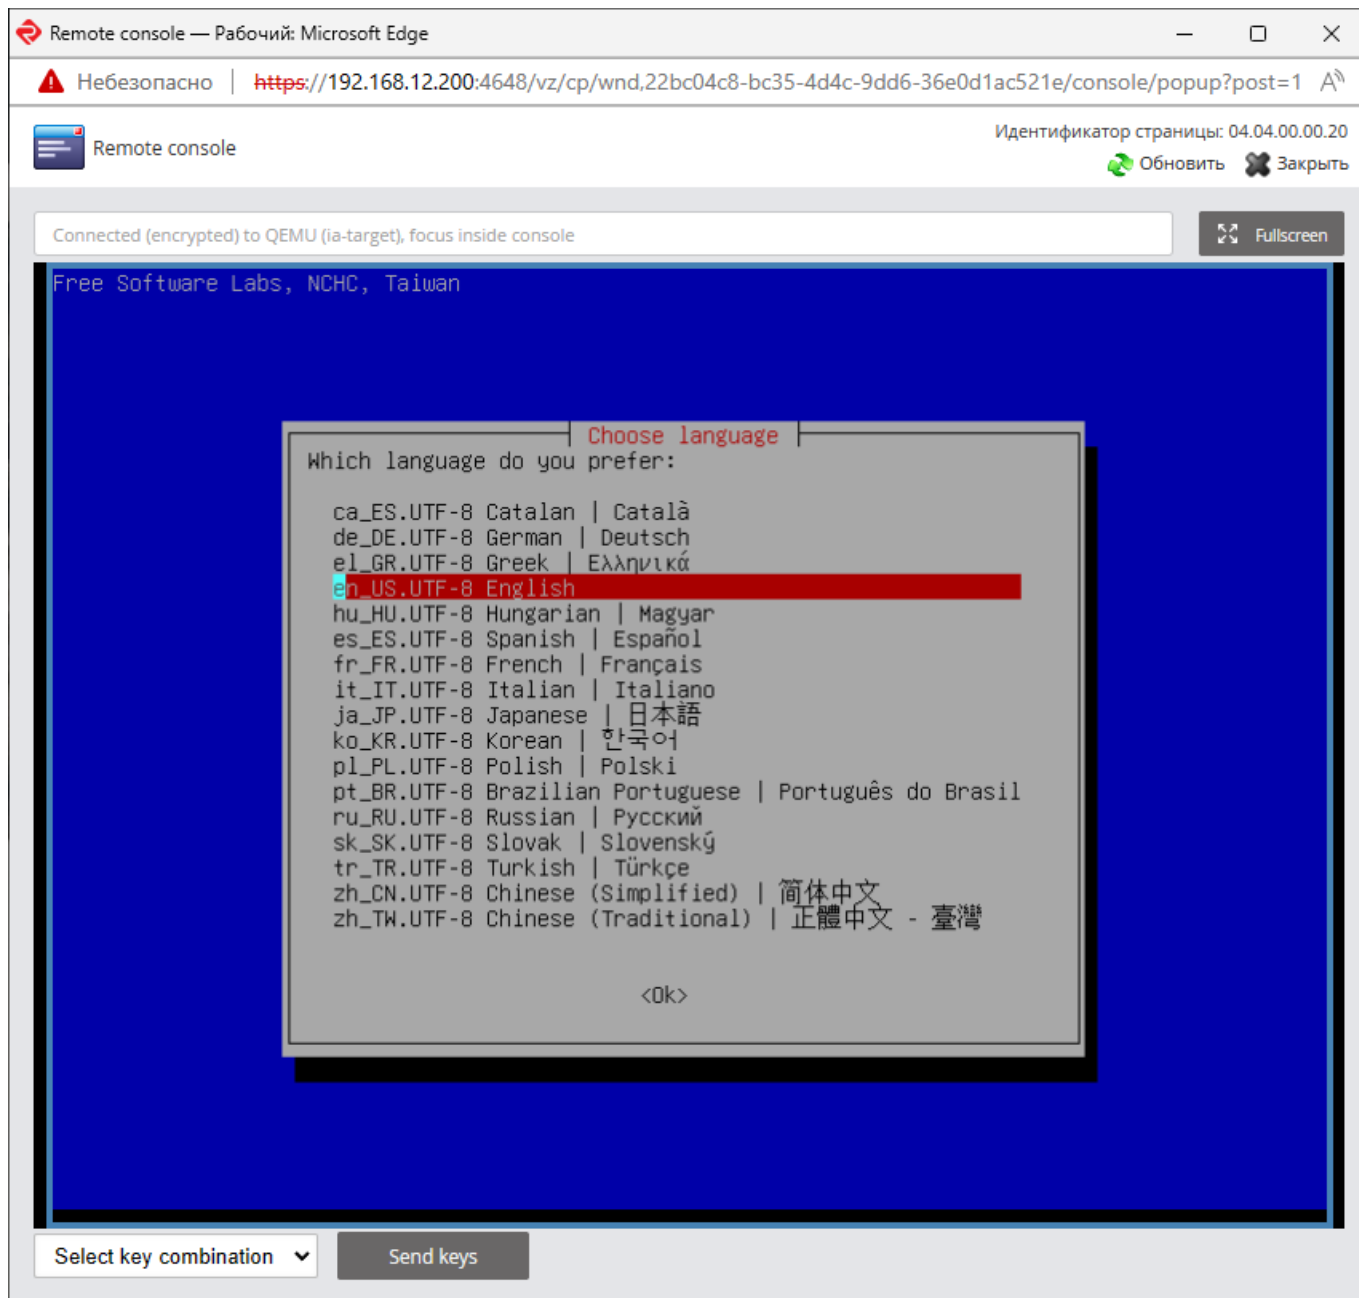 Remote console — Рабочий: Microsoft Edge
Небезопасно | https://192.168.12.200:4648/vz/cp/wnd,22bc04c8-bc35-4d4c-9dd6-36e0d1ac521e/console/popup?post=1
Remote console
Идентификатор страницы: 04.04.00.00.20
Обновить Закрыть
Connected (encrypted) to QEMU (ia-target), focus inside console
Fullscreen
Free Software Labs, NCHC, Taiwan
Choose language
Which language do you prefer:
ca_ES.UTF-8 Catalan | Català
de_DE.UTF-8 German | Deutsch
el_GR.UTF-8 Greek | Ελληνικά
en_US.UTF-8 English
hu_HU.UTF-8 Hungarian | Magyar
es_ES.UTF-8 Spanish | Español
fr_FR.UTF-8 French | Français
it_IT.UTF-8 Italian | Italiano
ja_JP.UTF-8 Japanese | 日本語
ko_KR.UTF-8 Korean | 한국어
pl_PL.UTF-8 Polish | Polski
pt_BR.UTF-8 Brazilian Portuguese | Português do Brasil
ru_RU.UTF-8 Russian | Русский
sk_SK.UTF-8 Slovak | Slovenský
tr_TR.UTF-8 Turkish | Türkçe
zh_CN.UTF-8 Chinese (Simplified) | 简体中文
zh_TW.UTF-8 Chinese (Traditional) | 正體中文 - 臺灣
<Ok>
Select key combination
Send keys